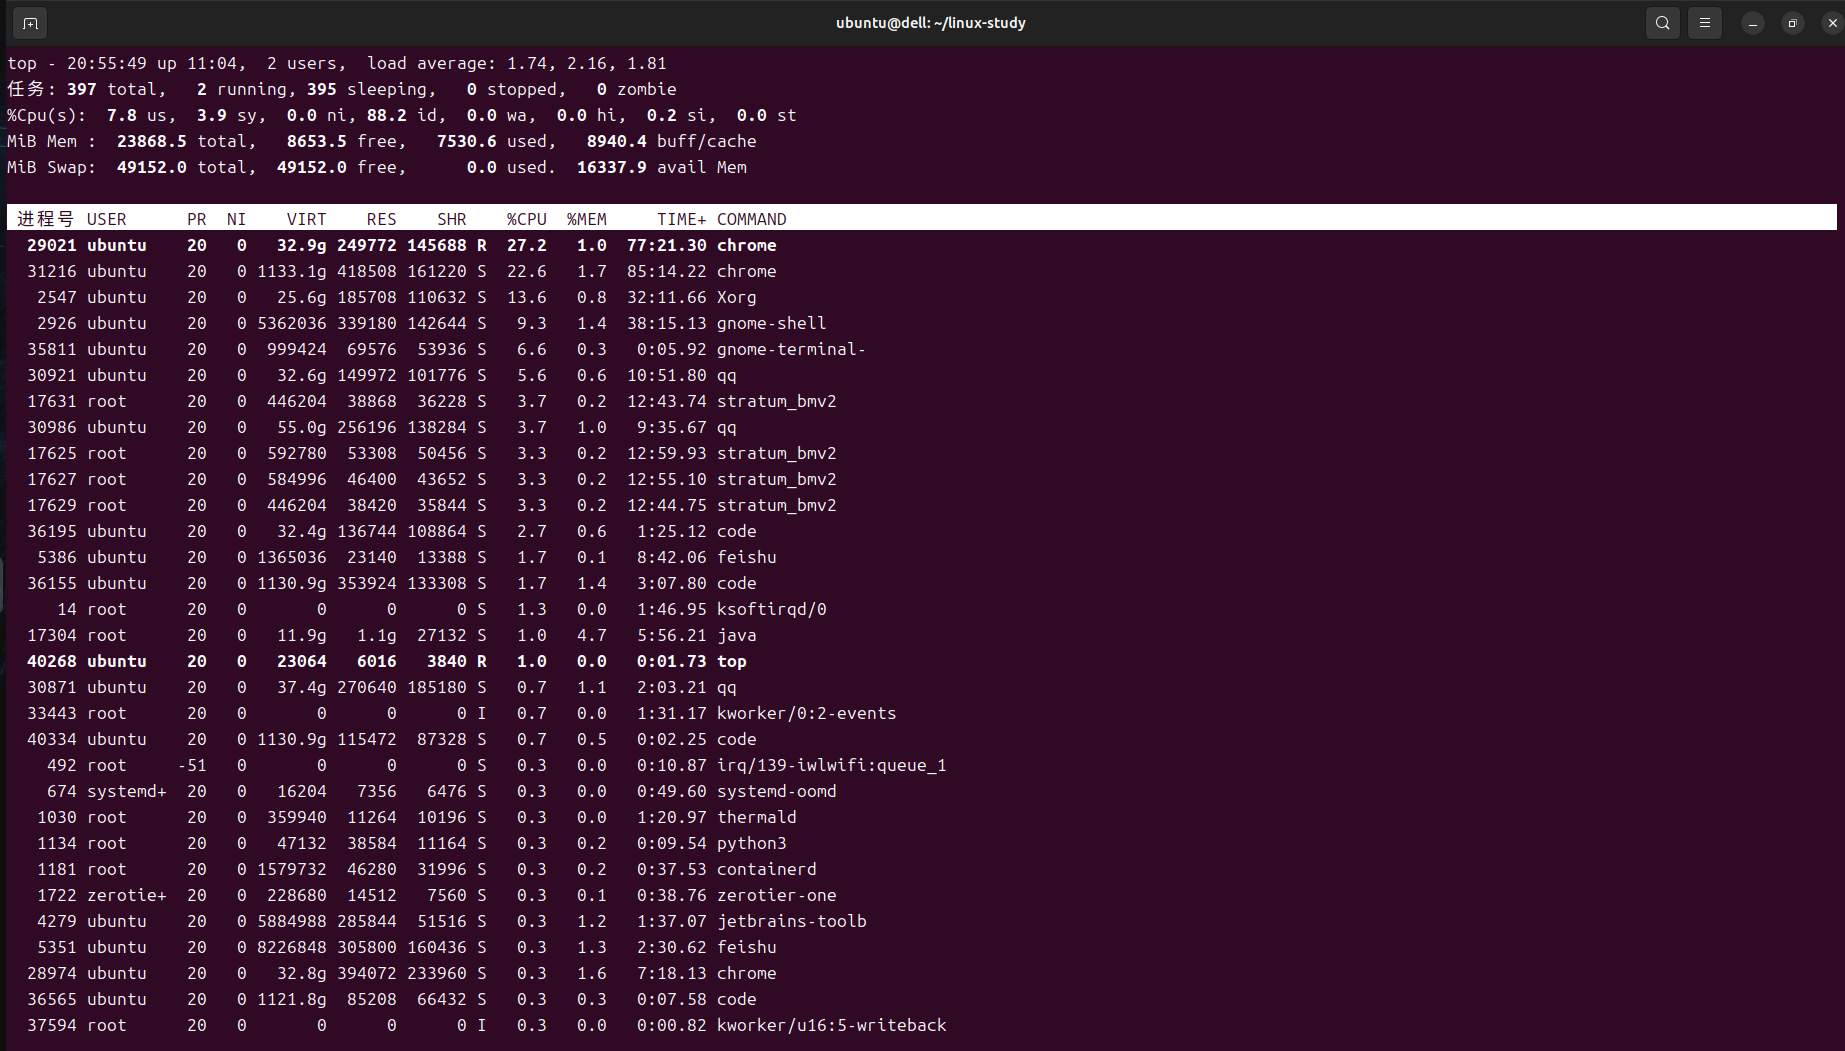 ubuntu@dell: ~/linux-study
top - 20:55:49 up 11:04,  2 users,  load average: 1.74, 2.16, 1.81
任务: 397 total,   2 running, 395 sleeping,   0 stopped,   0 zombie
%Cpu(s):  7.8 us,  3.9 sy,  0.0 ni, 88.2 id,  0.0 wa,  0.0 hi,  0.2 si,  0.0 st
MiB Mem :  23868.5 total,   8653.5 free,   7530.6 used,   8940.4 buff/cache
MiB Swap:  49152.0 total,  49152.0 free,      0.0 used.  16337.9 avail Mem
进程号 USER      PR  NI    VIRT    RES    SHR    %CPU  %MEM     TIME+ COMMAND
29021 ubuntu    20   0   32.9g 249772 145688 R  27.2   1.0  77:21.30 chrome
31216 ubuntu    20   0 1133.1g 418508 161220 S  22.6   1.7  85:14.22 chrome
2547 ubuntu    20   0   25.6g 185708 110632 S  13.6   0.8  32:11.66 Xorg
2926 ubuntu    20   0 5362036 339180 142644 S   9.3   1.4  38:15.13 gnome-shell
35811 ubuntu    20   0  999424  69576  53936 S   6.6   0.3   0:05.92 gnome-terminal-
30921 ubuntu    20   0   32.6g 149972 101776 S   5.6   0.6  10:51.80 qq
17631 root      20   0  446204  38868  36228 S   3.7   0.2  12:43.74 stratum_bmv2
30986 ubuntu    20   0   55.0g 256196 138284 S   3.7   1.0   9:35.67 qq
17625 root      20   0  592780  53308  50456 S   3.3   0.2  12:59.93 stratum_bmv2
17627 root      20   0  584996  46400  43652 S   3.3   0.2  12:55.10 stratum_bmv2
17629 root      20   0  446204  38420  35844 S   3.3   0.2  12:44.75 stratum_bmv2
36195 ubuntu    20   0   32.4g 136744 108864 S   2.7   0.6   1:25.12 code
5386 ubuntu    20   0 1365036  23140  13388 S   1.7   0.1   8:42.06 feishu
36155 ubuntu    20   0 1130.9g 353924 133308 S   1.7   1.4   3:07.80 code
14 root      20   0       0      0      0 S   1.3   0.0   1:46.95 ksoftirqd/0
17304 root      20   0   11.9g   1.1g  27132 S   1.0   4.7   5:56.21 java
40268 ubuntu    20   0   23064   6016   3840 R   1.0   0.0   0:01.73 top
30871 ubuntu    20   0   37.4g 270640 185180 S   0.7   1.1   2:03.21 qq
33443 root      20   0       0      0      0 I   0.7   0.0   1:31.17 kworker/0:2-events
40334 ubuntu    20   0 1130.9g 115472  87328 S   0.7   0.5   0:02.25 code
492 root     -51   0       0      0      0 S   0.3   0.0   0:10.87 irq/139-iwlwifi:queue_1
674 systemd+  20   0   16204   7356   6476 S   0.3   0.0   0:49.60 systemd-oomd
1030 root      20   0  359940  11264  10196 S   0.3   0.0   1:20.97 thermald
1134 root      20   0   47132  38584  11164 S   0.3   0.2   0:09.54 python3
1181 root      20   0 1579732  46280  31996 S   0.3   0.2   0:37.53 containerd
1722 zerotie+  20   0  228680  14512   7560 S   0.3   0.1   0:38.76 zerotier-one
4279 ubuntu    20   0 5884988 285844  51516 S   0.3   1.2   1:37.07 jetbrains-toolb
5351 ubuntu    20   0 8226848 305800 160436 S   0.3   1.3   2:30.62 feishu
28974 ubuntu    20   0   32.8g 394072 233960 S   0.3   1.6   7:18.13 chrome
36565 ubuntu    20   0 1121.8g  85208  66432 S   0.3   0.3   0:07.58 code
37594 root      20   0       0      0      0 I   0.3   0.0   0:00.82 kworker/u16:5-writeback